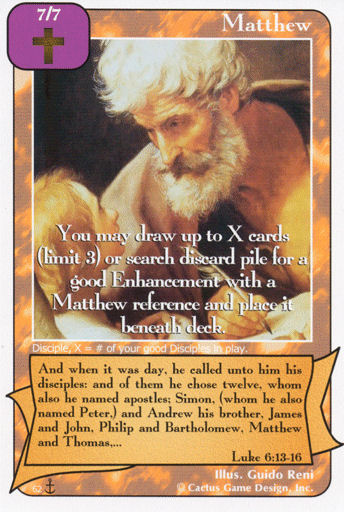 7/7
Matthew
You may draw up to X cards
(limit 3) or search discard pile for a
good Enhancement with a
Matthew reference and place it
beneath deck.
Disciple, X = # of your good Disciples in play.
And when it was day, he called unto him his
disciples: and of them he chose twelve, whom
also he named apostles; Simon, (whom he also
named Peter,) and Andrew his brother, James
and John, Philip and Bartholomew, Matthew
and Thomas,...
Luke 6:13-16
Illus. Guido Reni
62
© Cactus Game Design, Inc.